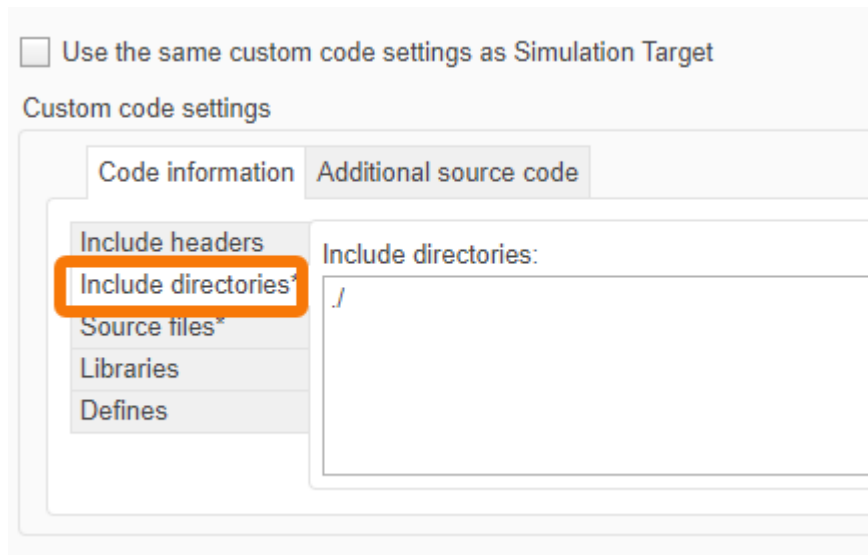 Use the same custom code settings as Simulation Target
Custom code settings
Code information
Additional source code
Include headers
Include directories*
Source files*
Libraries
Defines
Include directories:
./